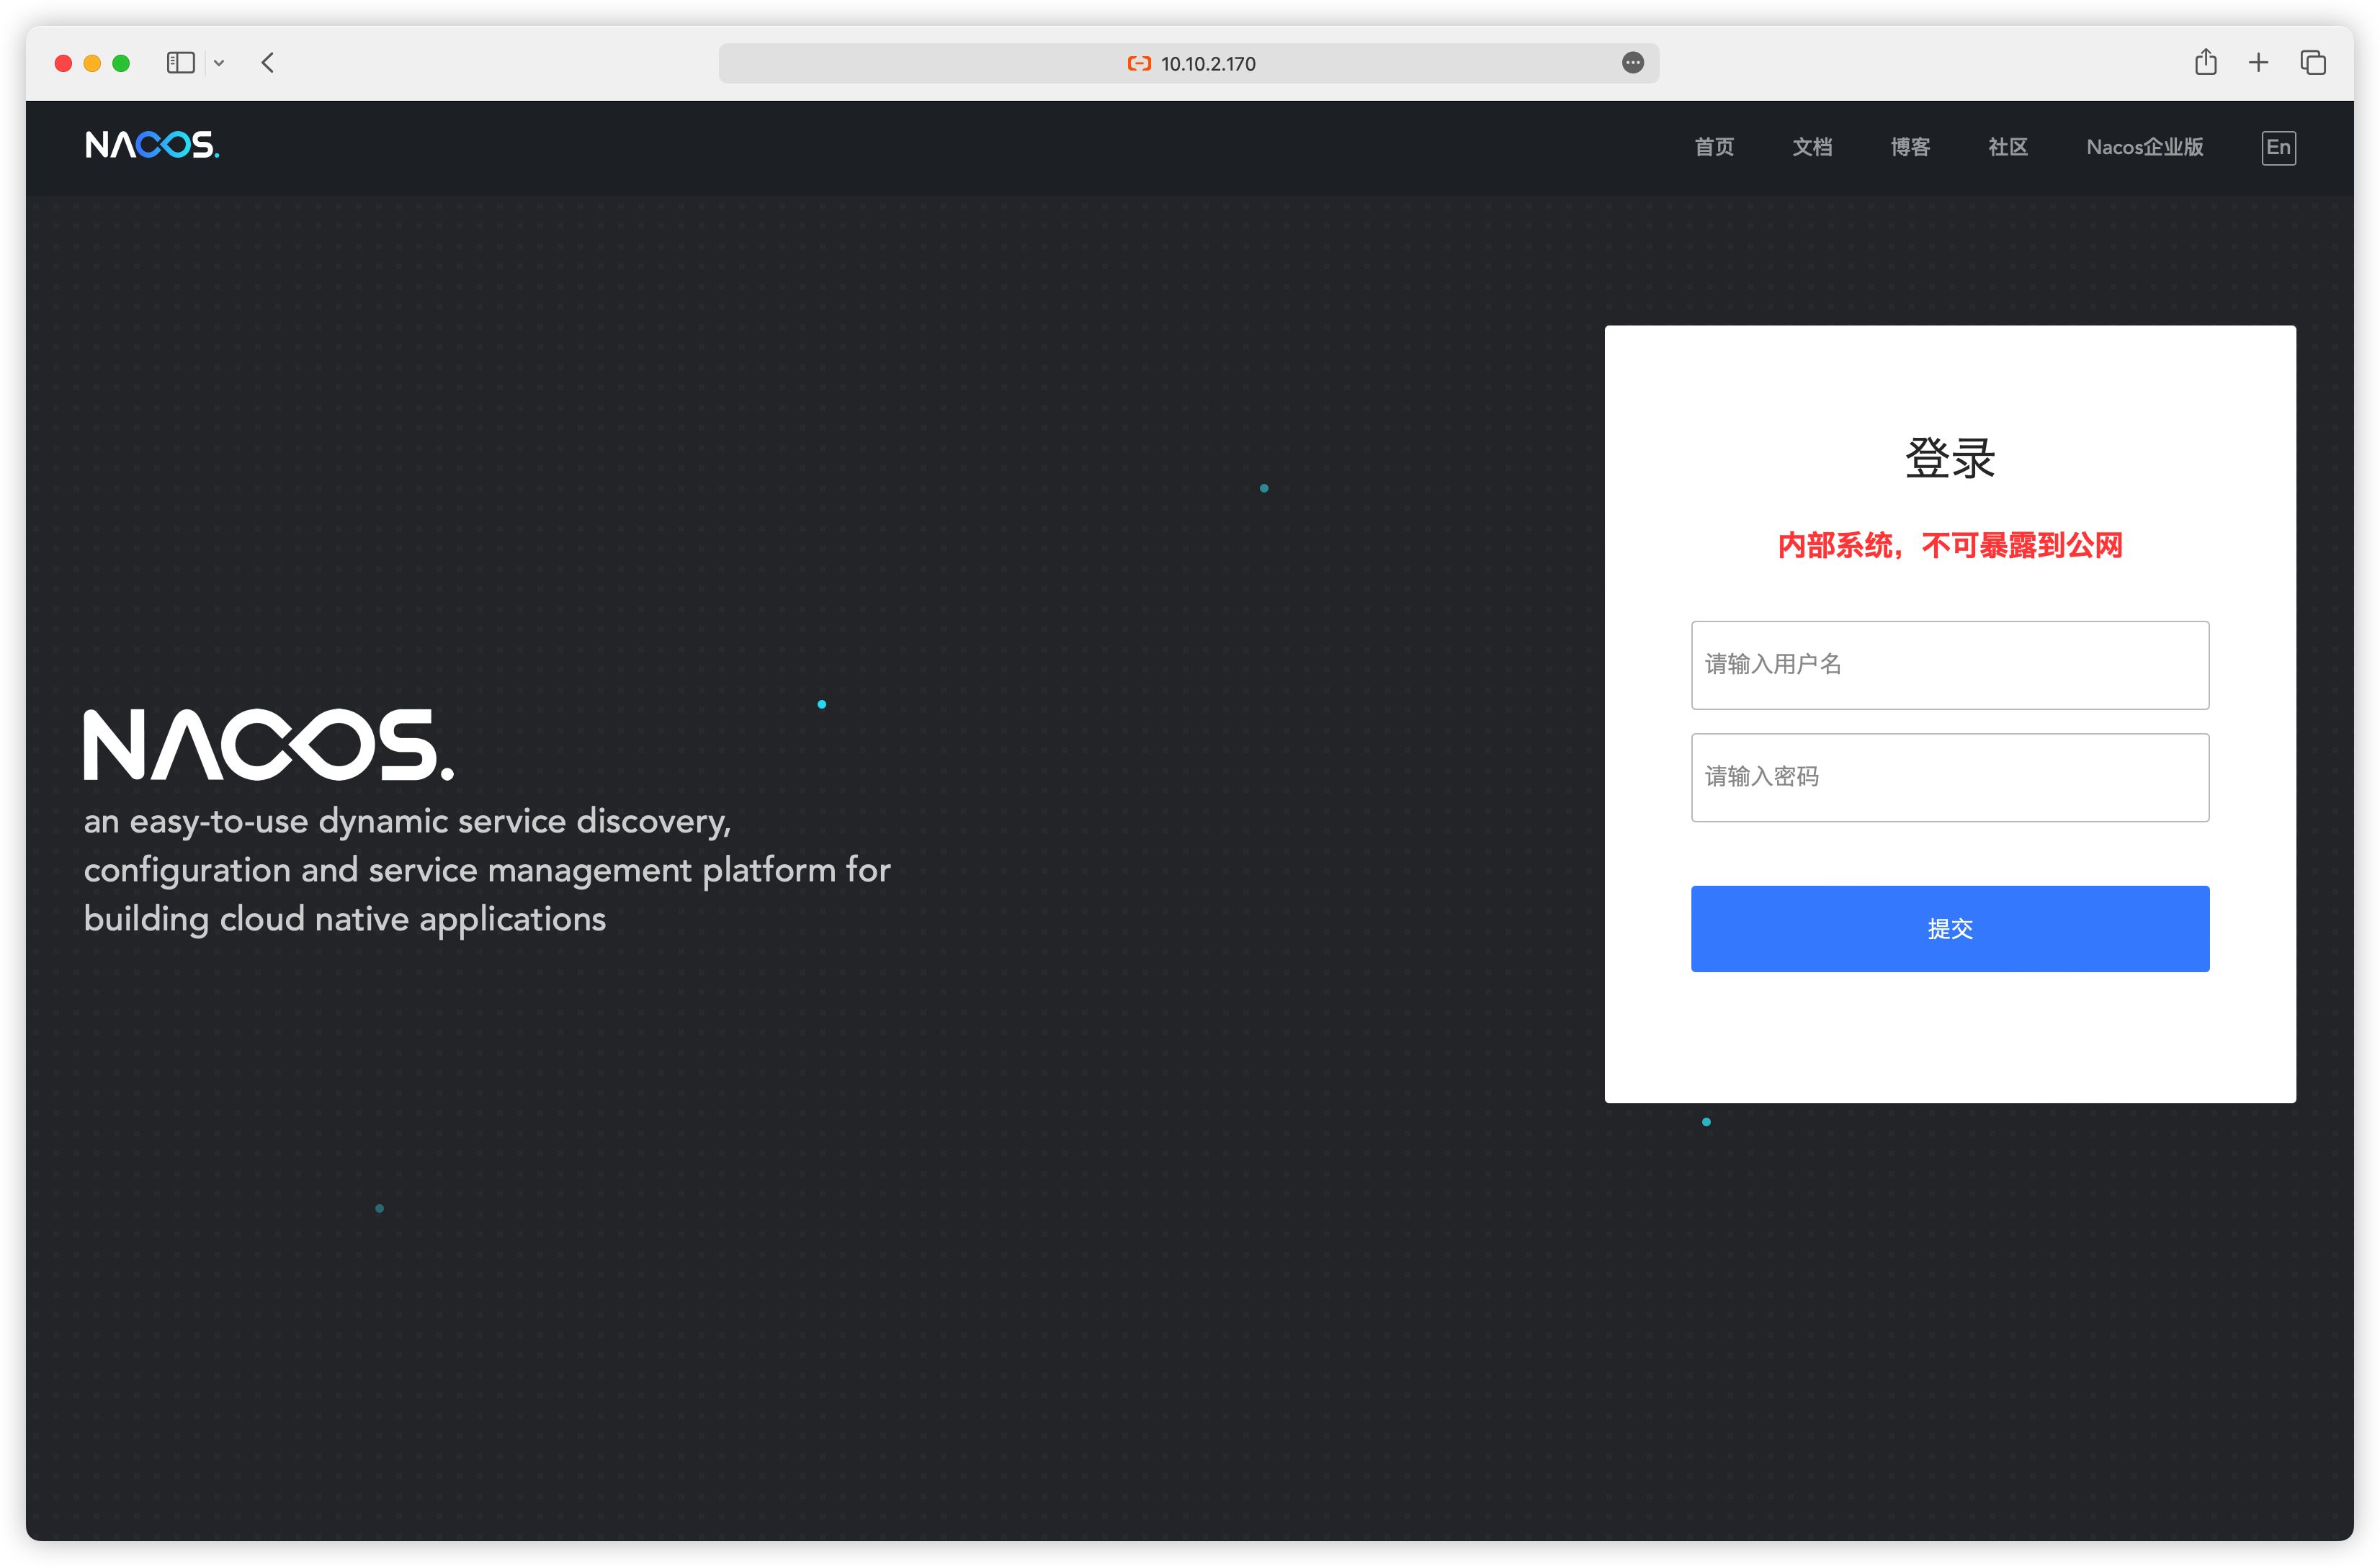 10.10.2.170
NACOS.
首页 文档 博客 社区 Nacos企业版 En
登录
内部系统，不可暴露到公网
请输入用户名
请输入密码
提交
NACOS.
an easy-to-use dynamic service discovery,
configuration and service management platform for
building cloud native applications